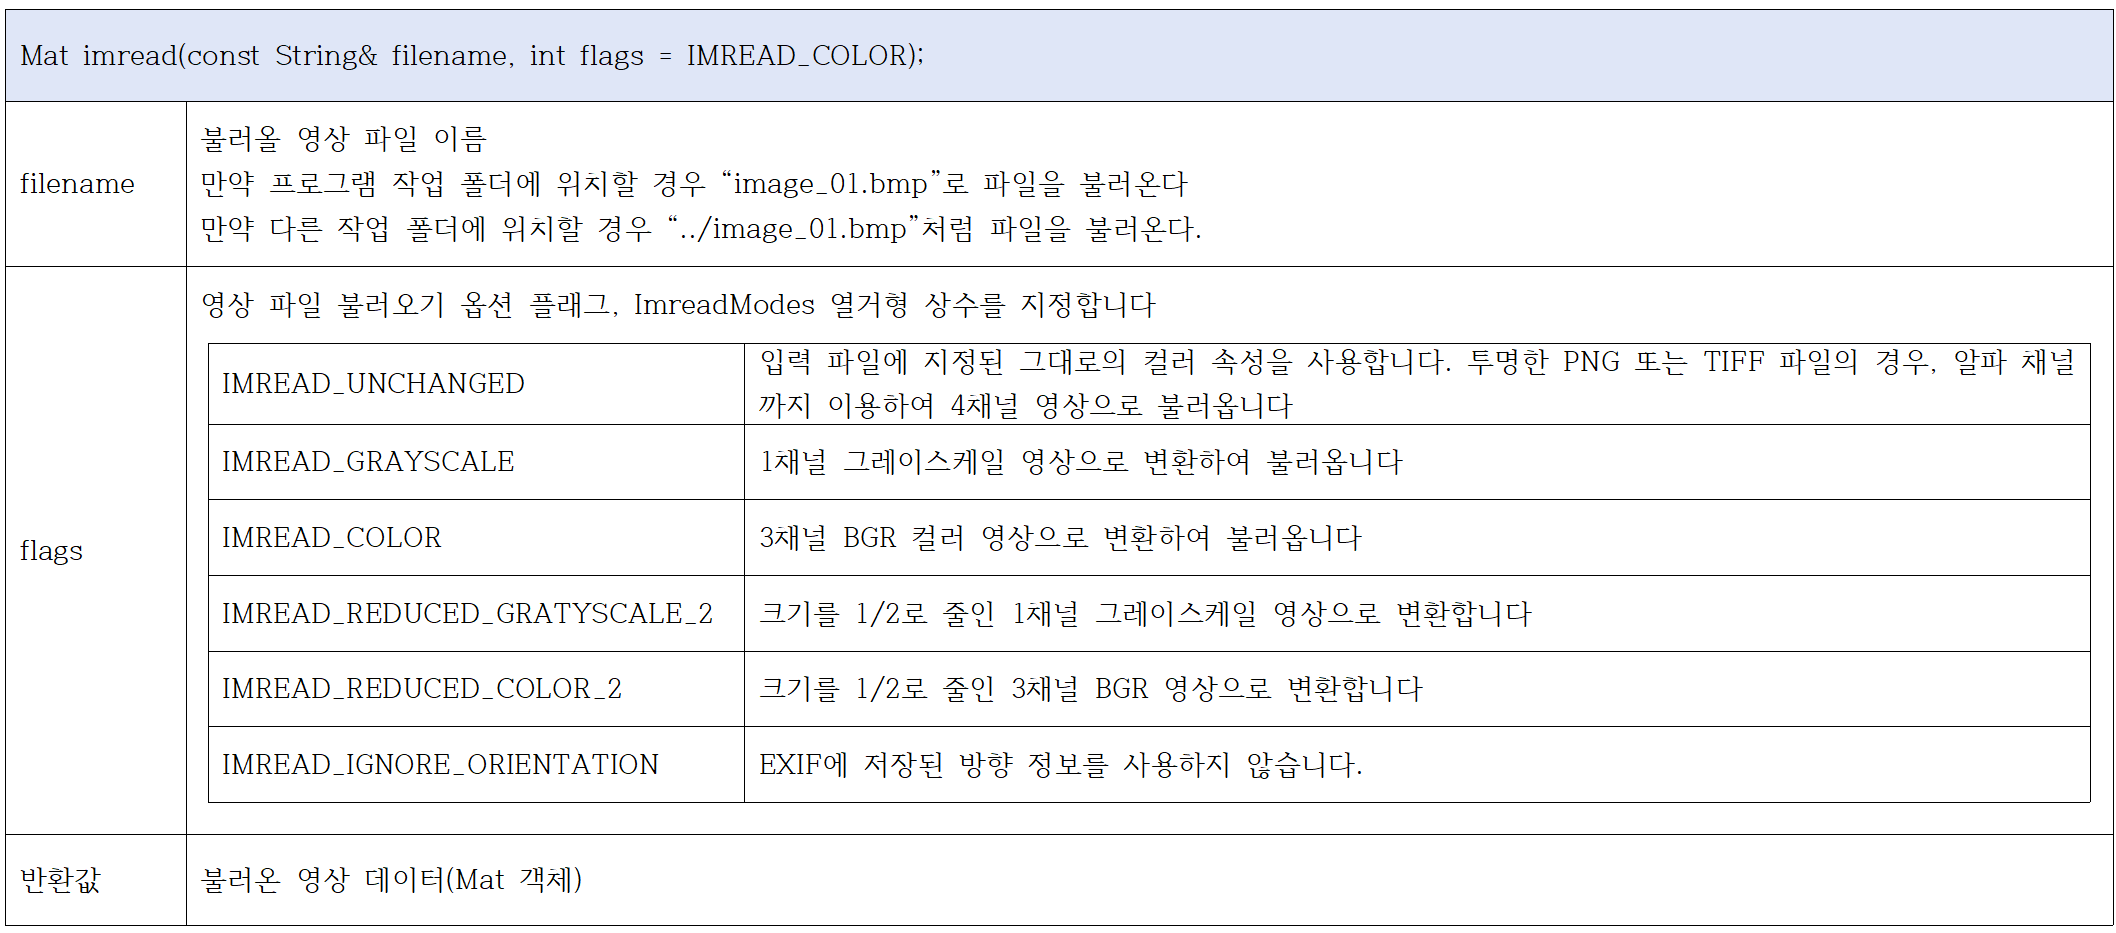 Mat imread(const String& filename, int flags = IMREAD_COLOR);
filename
불러올 영상 파일 이름
만약 프로그램 작업 폴더에 위치할 경우 “image_01.bmp”로 파일을 불러온다
만약 다른 작업 폴더에 위치할 경우 “../image_01.bmp”처럼 파일을 불러온다.
flags
영상 파일 불러오기 옵션 플래그, ImreadModes 열거형 상수를 지정합니다
IMREAD_UNCHANGED
입력 파일에 지정된 그대로의 컬러 속성을 사용합니다. 투명한 PNG 또는 TIFF 파일의 경우, 알파 채널
까지 이용하여 4채널 영상으로 불러옵니다
IMREAD_GRAYSCALE
1채널 그레이스케일 영상으로 변환하여 불러옵니다
IMREAD_COLOR
3채널 BGR 컬러 영상으로 변환하여 불러옵니다
IMREAD_REDUCED_GRATYSCALE_2
크기를 1/2로 줄인 1채널 그레이스케일 영상으로 변환합니다
IMREAD_REDUCED_COLOR_2
크기를 1/2로 줄인 3채널 BGR 영상으로 변환합니다
IMREAD_IGNORE_ORIENTATION
EXIF에 저장된 방향 정보를 사용하지 않습니다.
반환값
불러온 영상 데이터(Mat 객체)